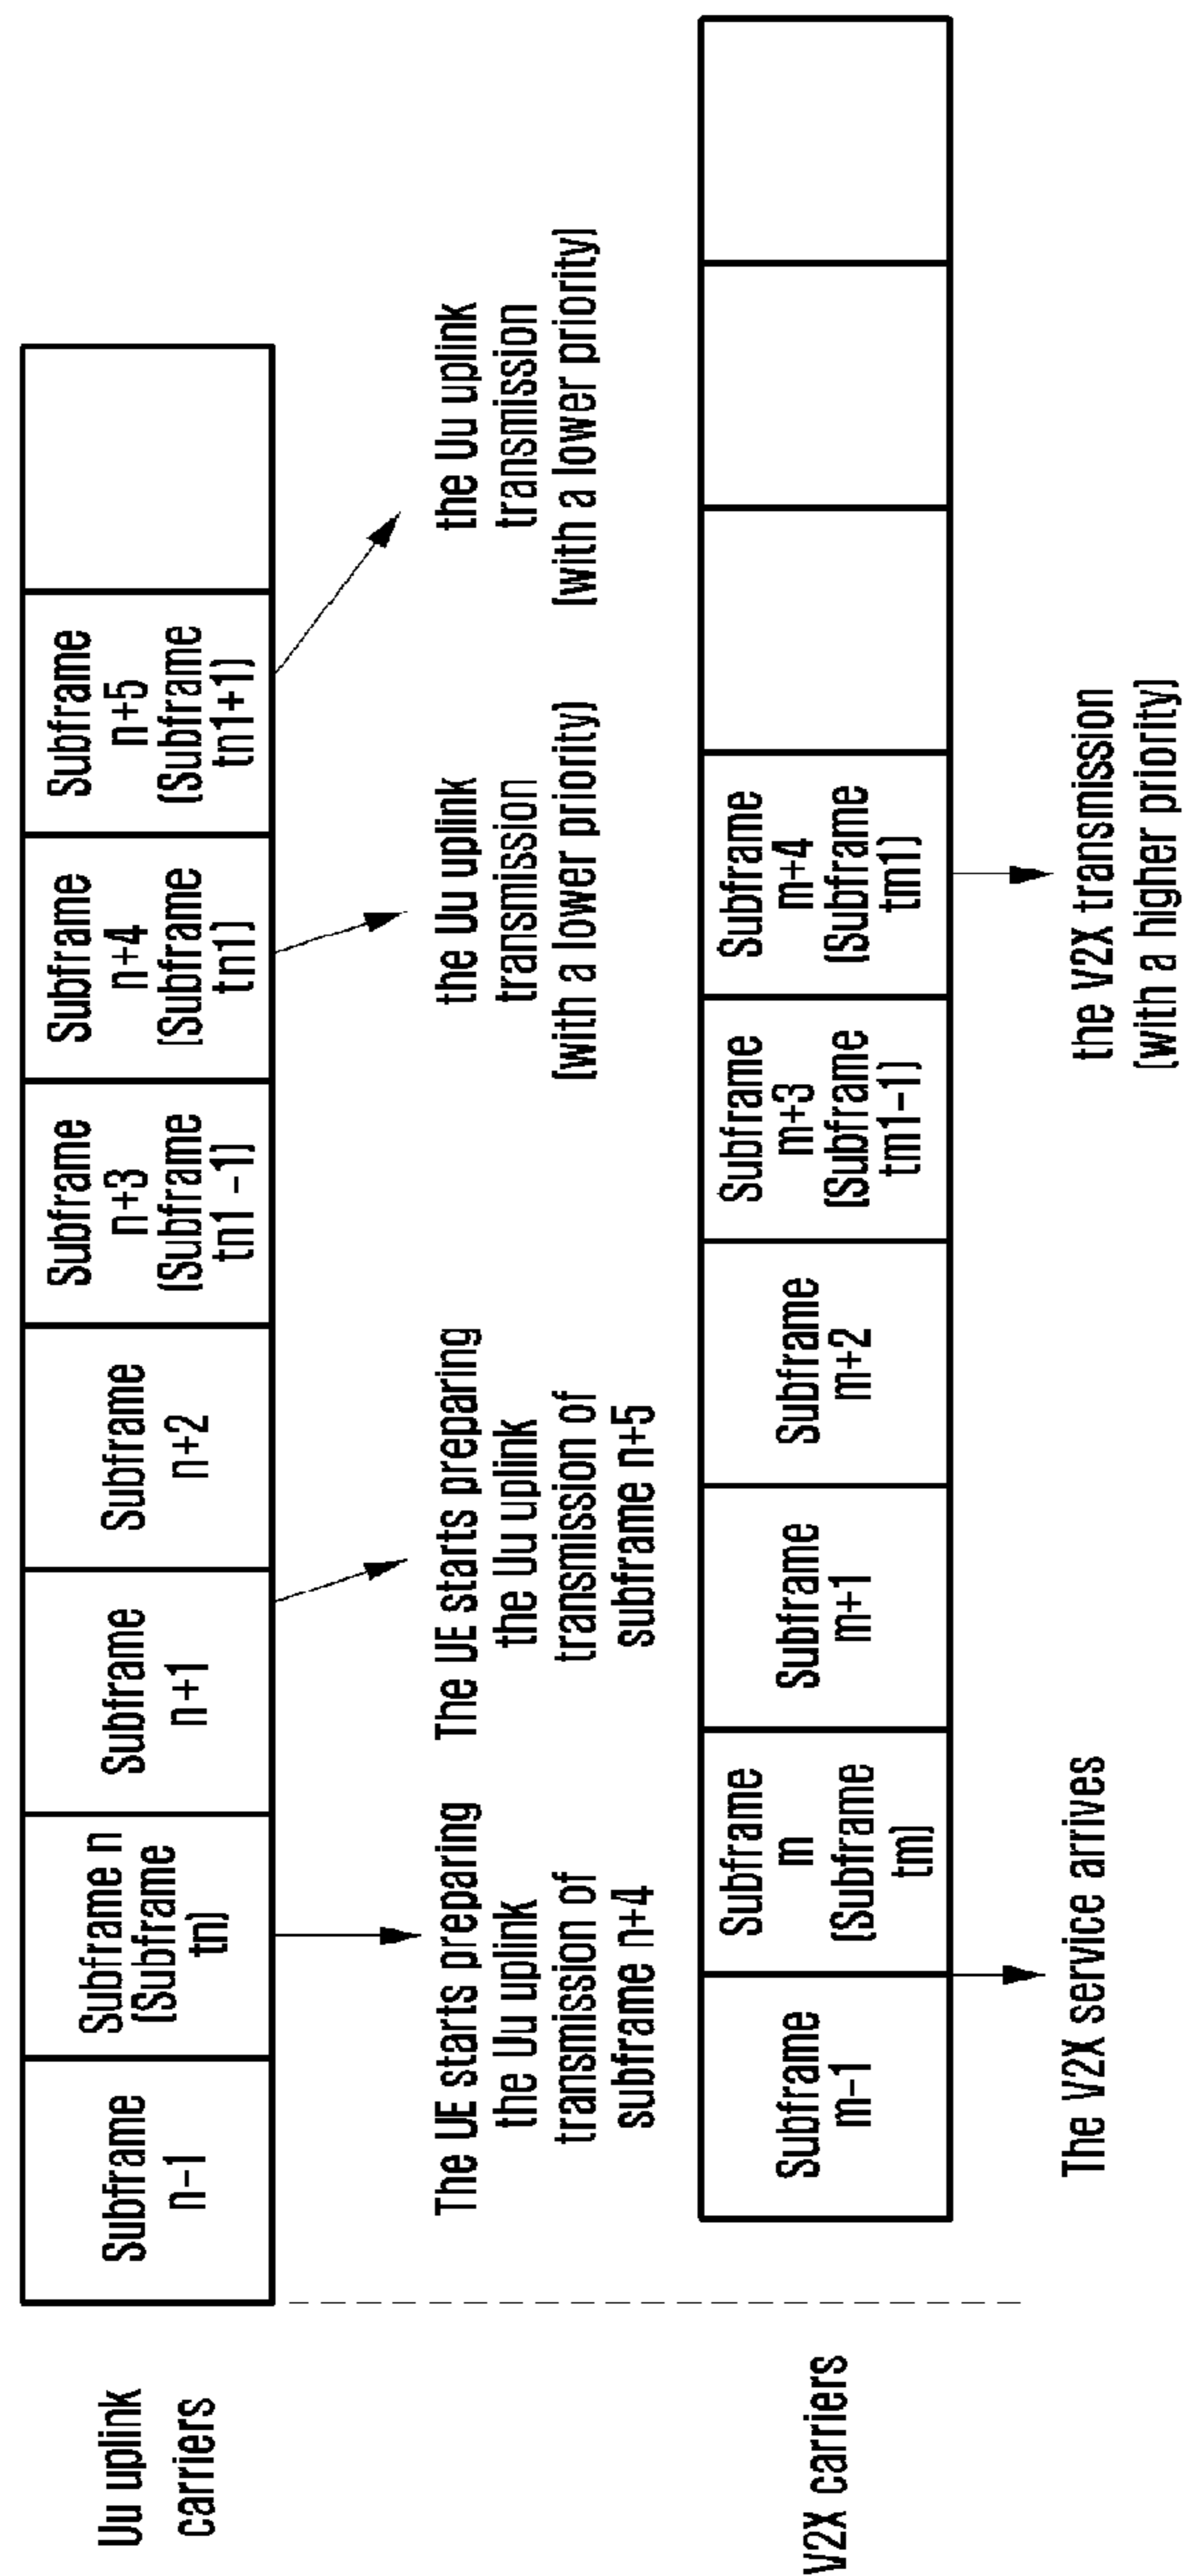 Uu uplink
carriers
Subframe
n-1
Subframe n
(Subframe
tn)
Subframe
n+1
Subframe
n+2
Subframe
n+3
(Subframe
tn1 -1)
Subframe
n+4
(Subframe
tn1)
Subframe
n+5
(Subframe
tn1+1)
The UE starts preparing
the Uu uplink
transmission of
subframe n+4
The UE starts preparing
the Uu uplink
transmission of
subframe n+5
the Uu uplink
transmission
(with a lower priority)
the Uu uplink
transmission
(with a lower priority)
V2X carriers
Subframe
m-1
Subframe
m
(Subframe
tm)
Subframe
m+1
Subframe
m+2
Subframe
m+3
(Subframe
tm1-1)
Subframe
m+4
(Subframe
tm1)
The V2X service arrives
the V2X transmission
(with a higher priority)